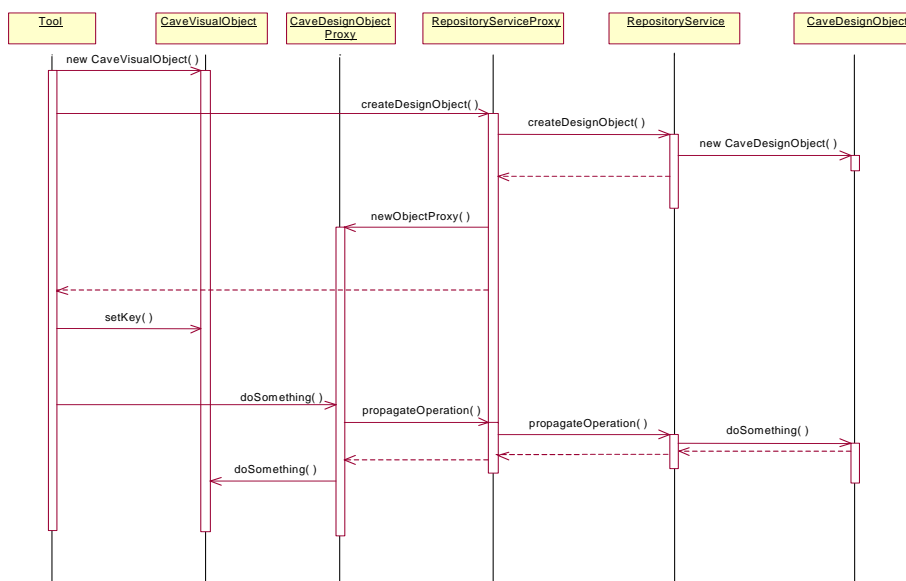 Tool
CaveVisualObject
CaveDesignObject
Proxy
RepositoryServiceProxy
RepositoryService
CaveDesignObject
new CaveVisualObject( )
createDesignObject( )
createDesignObject( )
new CaveDesignObject( )
newObjectProxy( )
setKey( )
doSomething( )
propagateOperation( )
propagateOperation( )
doSomething( )
doSomething( )